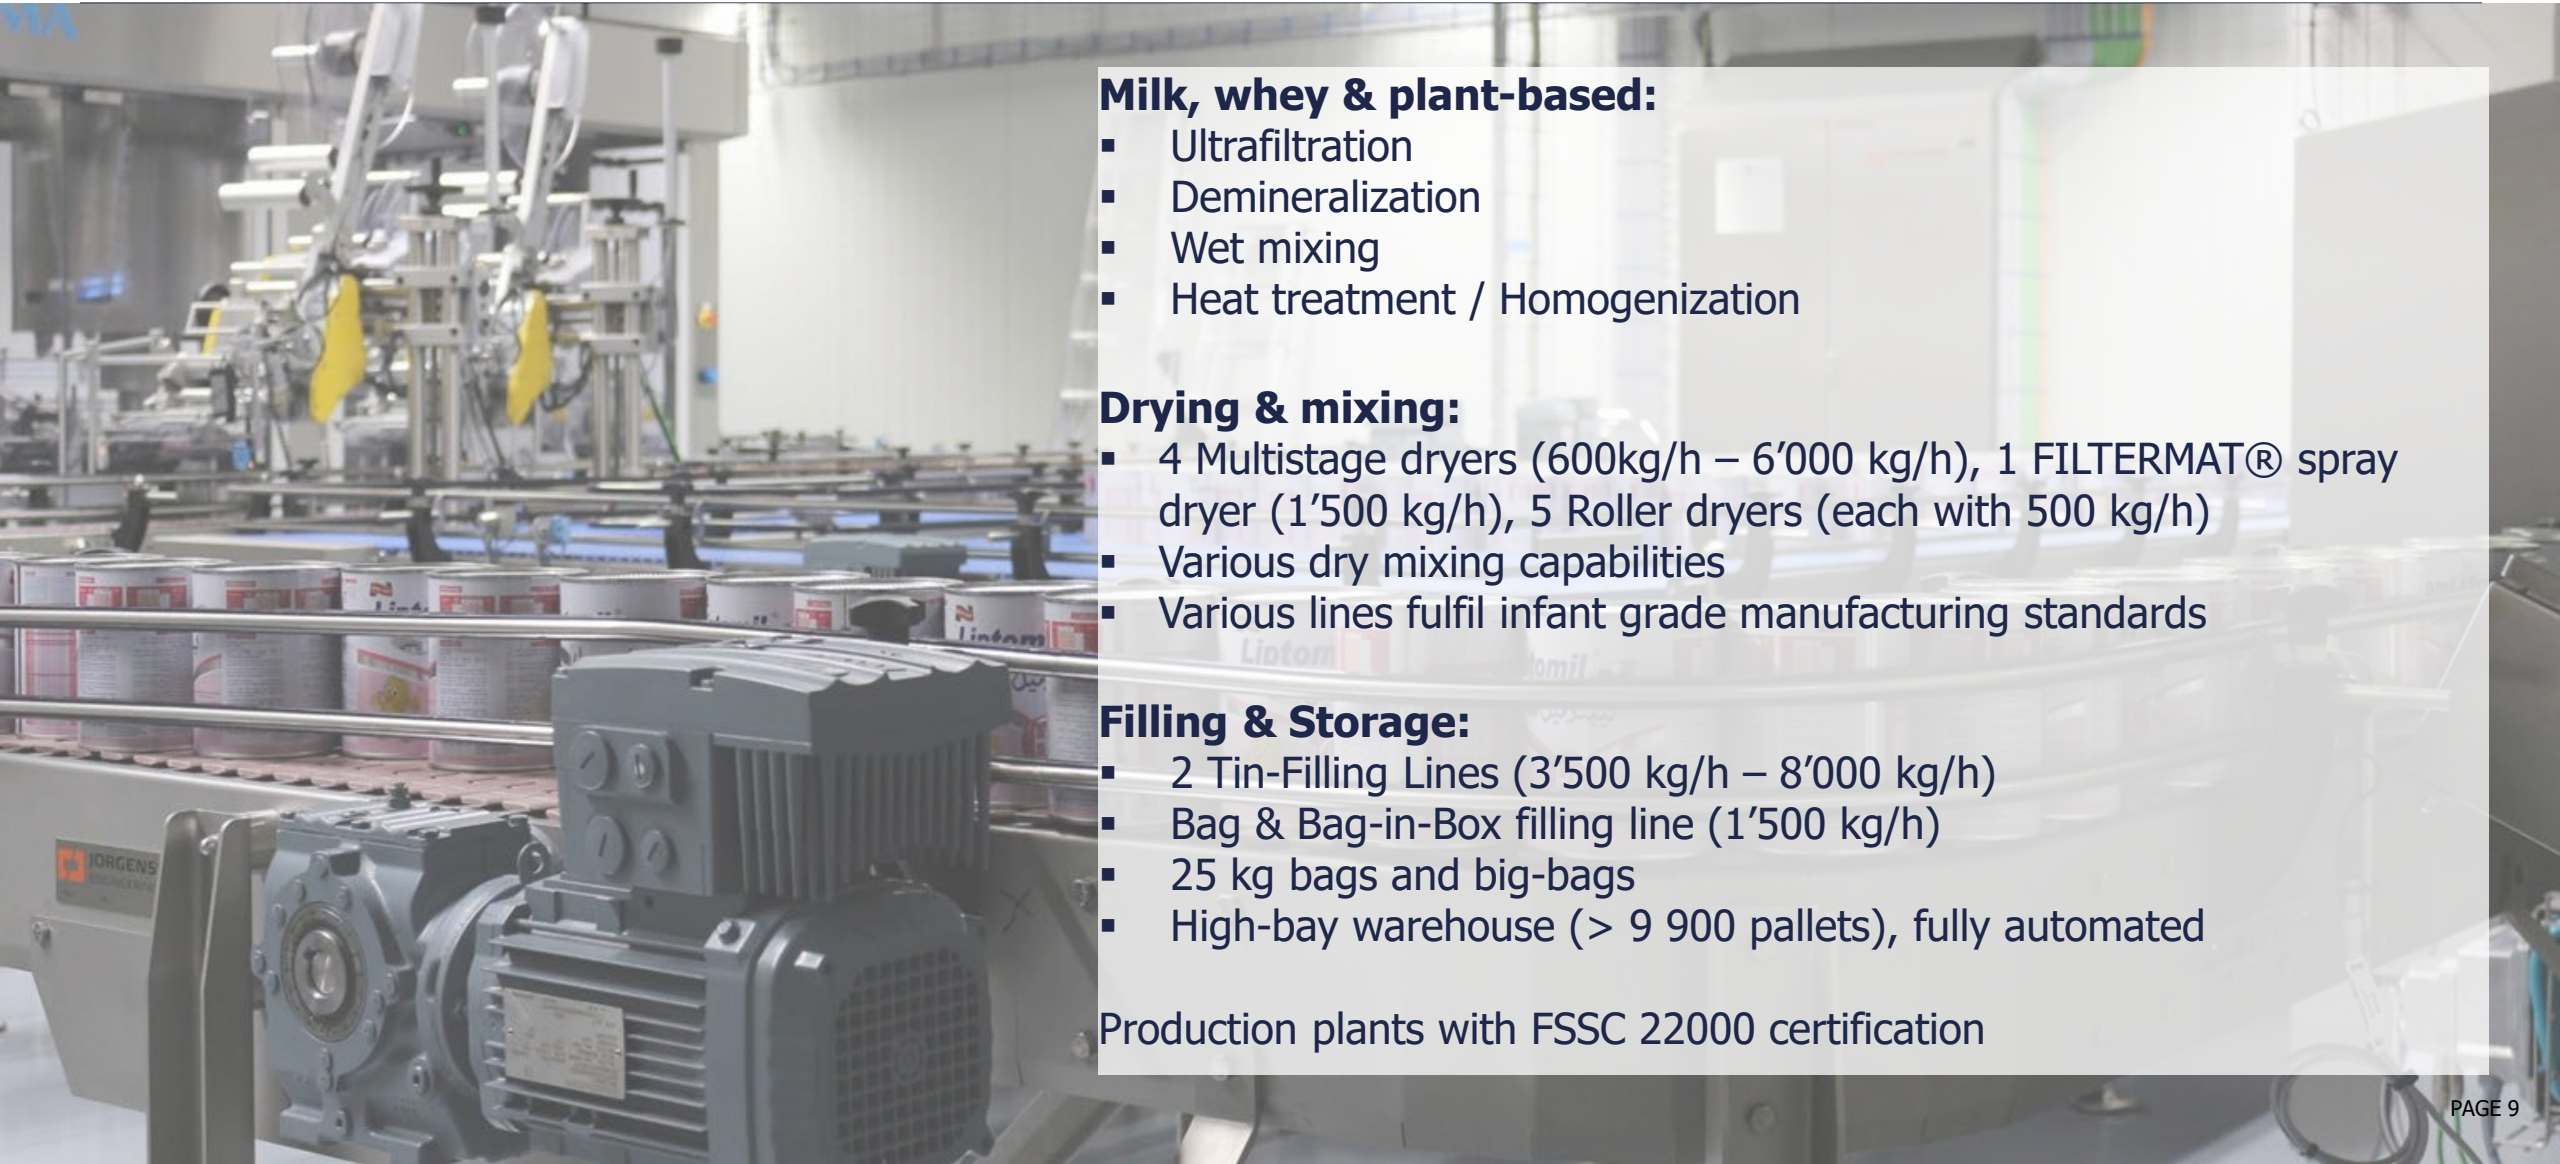 MA
Milk, whey & plant-based:
▪ Ultrafiltration
▪ Demineralization
▪ Wet mixing
▪ Heat treatment / Homogenization
Drying & mixing:
▪ 4 Multistage dryers (600kg/h – 6’000 kg/h), 1 FILTERMAT® spray
dryer (1’500 kg/h), 5 Roller dryers (each with 500 kg/h)
▪ Various dry mixing capabilities
▪ Various lines fulfil infant grade manufacturing standards
Liptom
tomil
Filling & Storage:
▪ 2 Tin-Filling Lines (3’500 kg/h – 8’000 kg/h)
▪ Bag & Bag-in-Box filling line (1’500 kg/h)
▪ 25 kg bags and big-bags
▪ High-bay warehouse (> 9 900 pallets), fully automated
JORGENS
Production plants with FSSC 22000 certification
PAGE 9